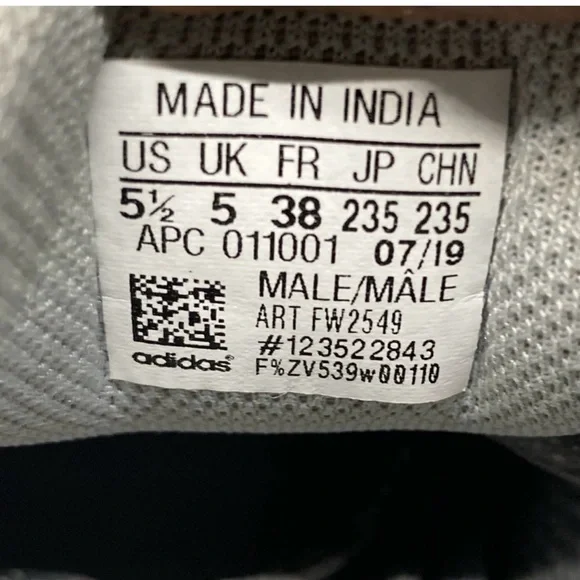 MADE IN INDIA
US UK FR JP CHN
5½ 5 38 235 235
APC 011001 07/19
MALE/MÂLE
ART FW2549
#123522843
adidas® F%ZV539w00110